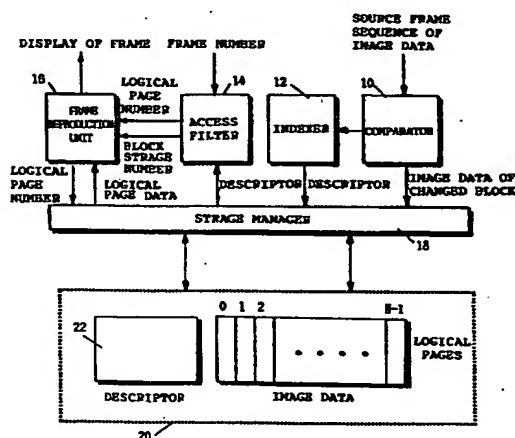 SOURCE FRAME
SEQUENCE OF
IMAGE DATA
DISPLAY OF FRAME
FRAME NUMBER
16
LOGICAL
PAGE
NUMBER
14
12
10
FRAME
REPRODUCTION
UNIT
ACCESS
FILTER
INDEXER
COMPARATOR
BLOCK
STRAGE NUMBER
LOGICAL
PAGE
NUMBER
LOGICAL
PAGE DATA
DESCRIPTOR
DESCRIPTOR
IMAGE DATA OF
CHANGED BLOCK
STRAGE MANAGER
18
0 1 2 N-1
22
LOGICAL
PAGES
DESCRIPTOR
IMAGE DATA
20